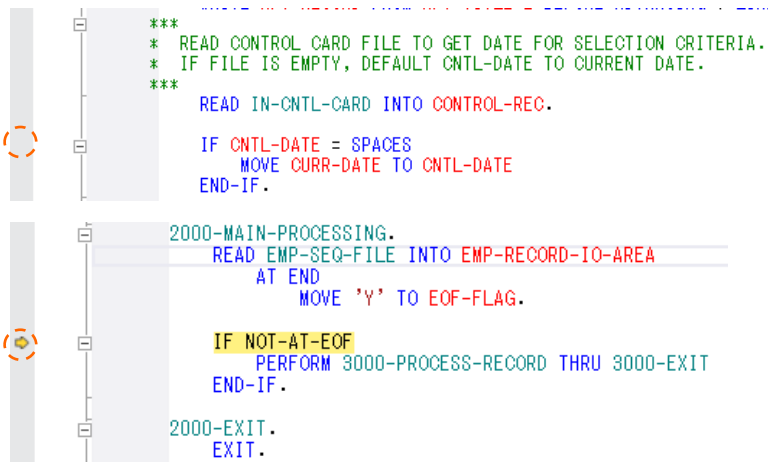 ***
* READ CONTROL CARD FILE TO GET DATE FOR SELECTION CRITERIA.
* IF FILE IS EMPTY, DEFAULT CNTL-DATE TO CURRENT DATE.
***
READ IN-CNTL-CARD INTO CONTROL-REC.
IF CNTL-DATE = SPACES
MOVE CURR-DATE TO CNTL-DATE
END-IF.
2000-MAIN-PROCESSING.
READ EMP-SEQ-FILE INTO EMP-RECORD-IO-AREA
AT END
MOVE 'Y' TO EOF-FLAG.
IF NOT-AT-EOF
PERFORM 3000-PROCESS-RECORD THRU 3000-EXIT
END-IF.
2000-EXIT.
EXIT.